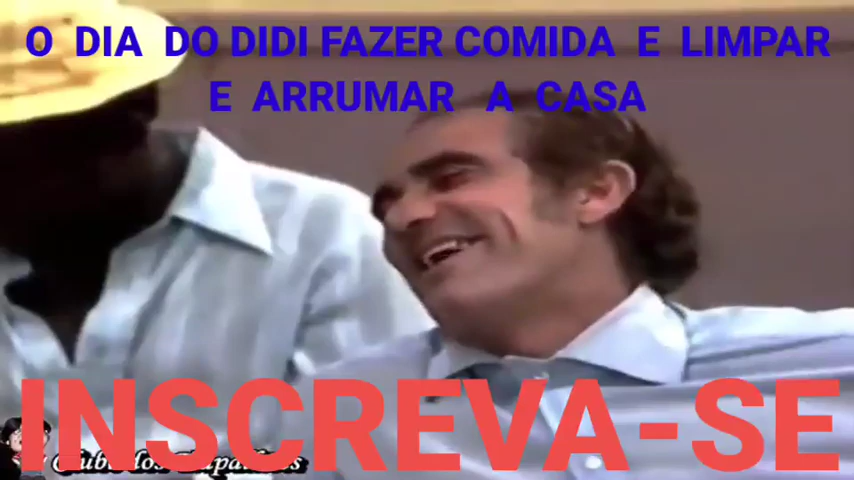 O DIA DO DIDI FAZER COMIDA E LIMPAR
E ARRUMAR A CASA
INSCREVA-SE